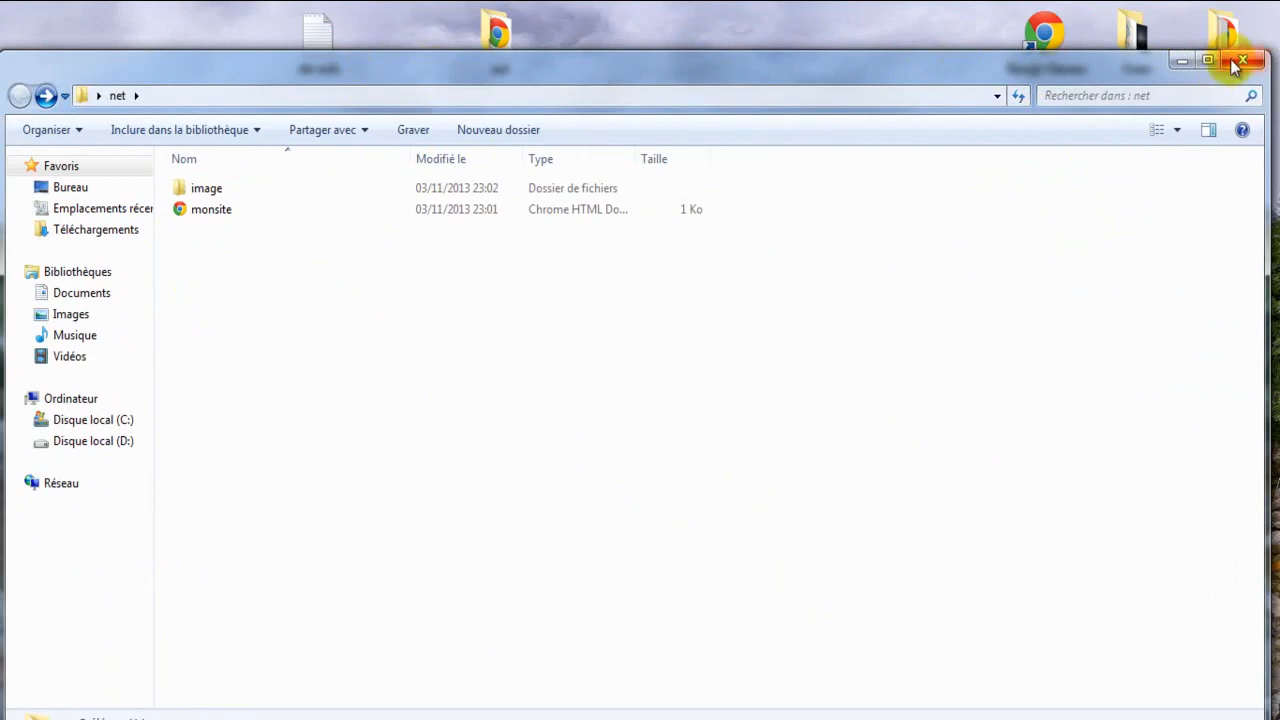 net
Rechercher dans : net
Organiser
Inclure dans la bibliothèque
Partager avec
Graver
Nouveau dossier
Nom
Modifié le
Type
Taille
image
03/11/2013 23:02
Dossier de fichiers
monsite
03/11/2013 23:01
Chrome HTML Do...
1 Ko
Favoris
Bureau
Emplacements récer
Téléchargements
Bibliothèques
Documents
Images
Musique
Vidéos
Ordinateur
Disque local (C:)
Disque local (D:)
Réseau